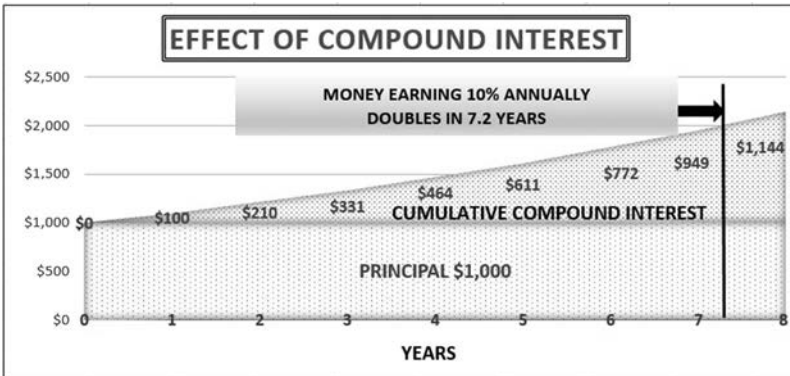 EFFECT OF COMPOUND INTEREST
$2,500
MONEY EARNING 10% ANNUALLY
DOUBLES IN 7.2 YEARS
$2,000
$1,500
$1,000
$500
$0
$0
$100
$210
$331
$464
$611
$772
$949
$1,144
CUMULATIVE COMPOUND INTEREST
PRINCIPAL $1,000
0 1 2 3 4 5 6 7 8
YEARS